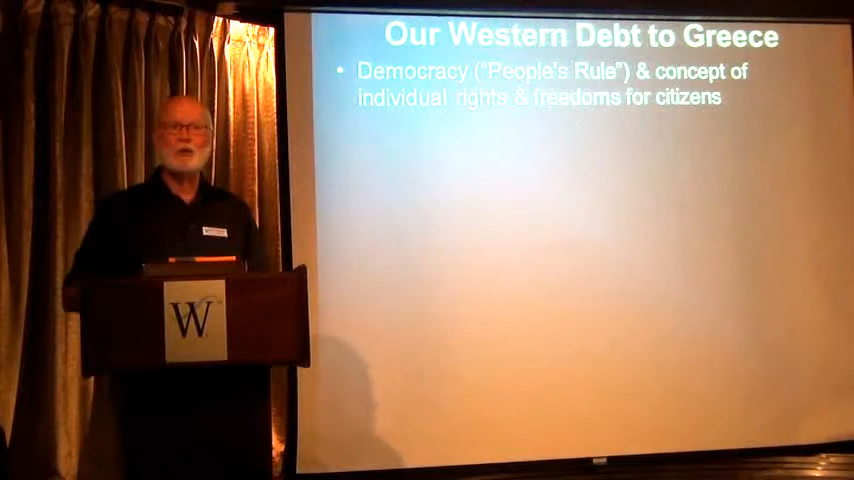 Our Western Debt to Greece
• Democracy ("People's Rule") & concept of
individual rights & freedoms for citizens
W